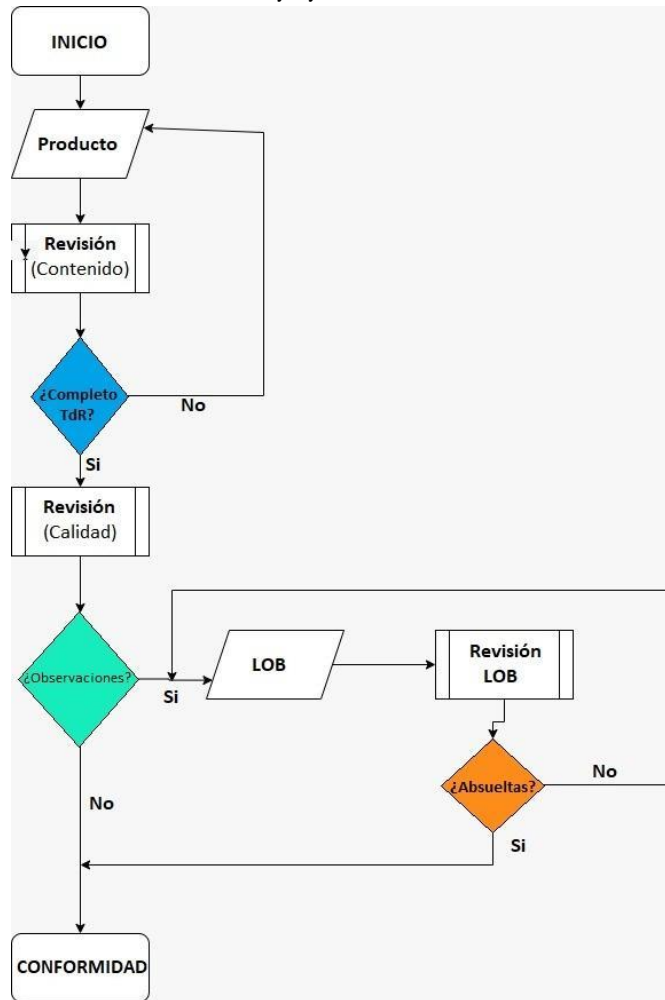 INICIO
Producto
Revisión
(Contenido)
¿Completo
TdR?
No
Si
Revisión
(Calidad)
¿Observaciones?
Si
LOB
Revisión
LOB
¿Absueltas?
No
No
Si
CONFORMIDAD